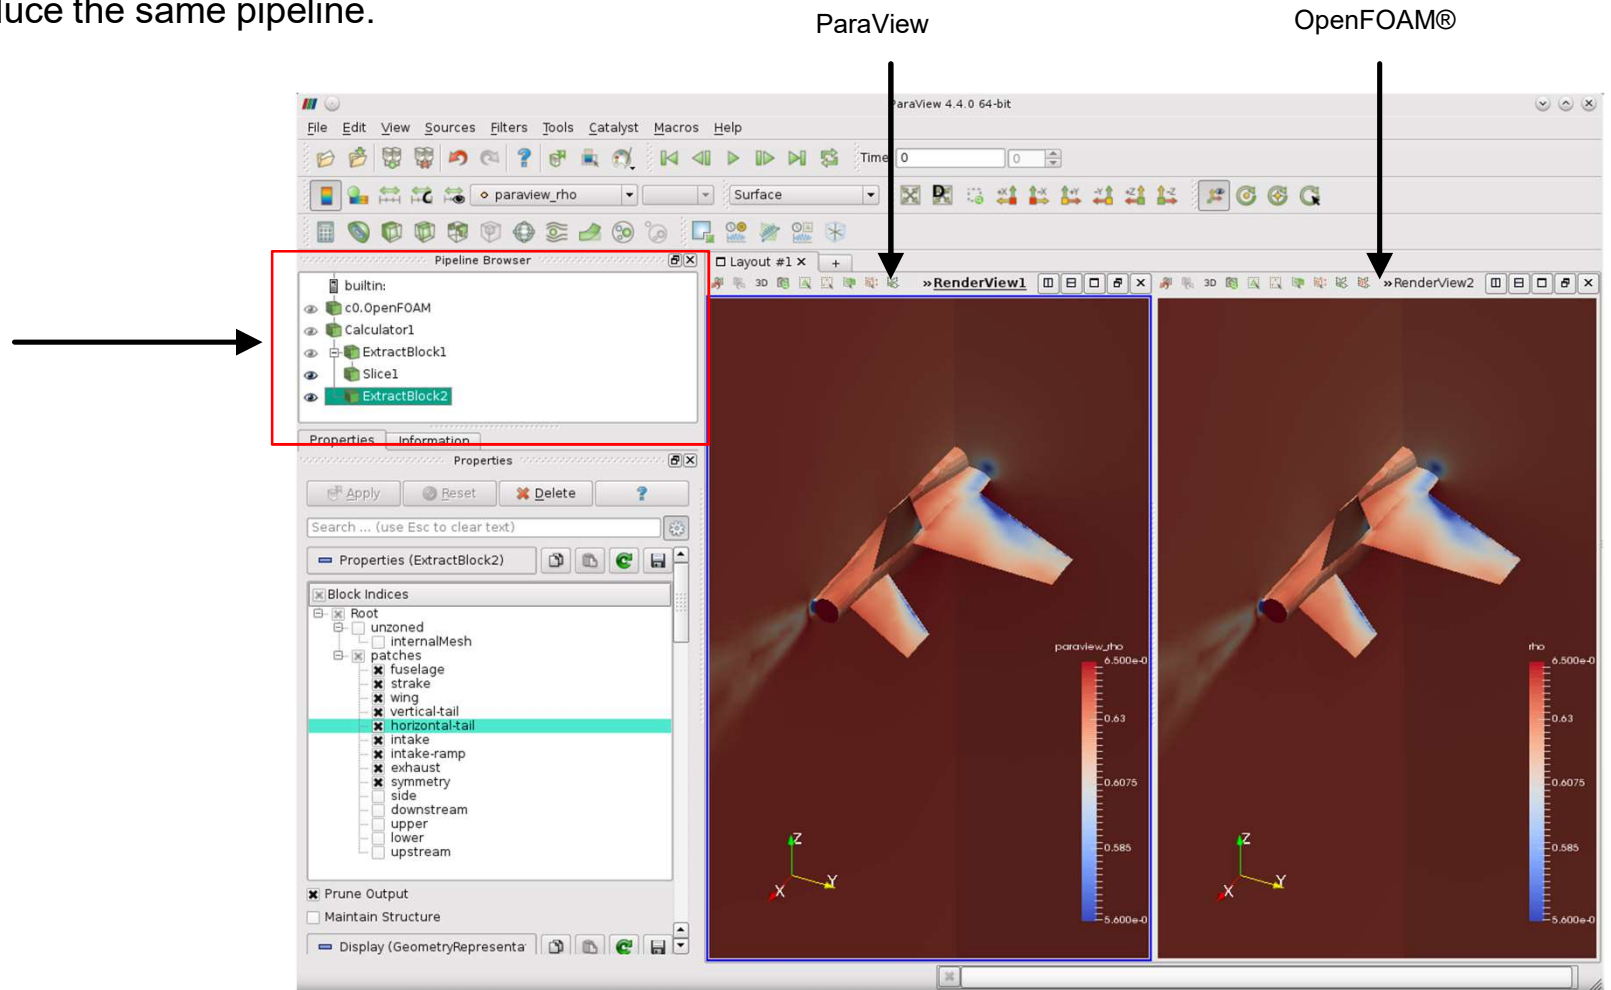 duce the same pipeline.
ParaView
OpenFOAM®
ParaView 4.4.0 64-bit
File Edit View Sources Filters Tools Catalyst Macros Help
Time: 0 0
paraview_rho Surface
Pipeline Browser
Layout #1
builtin:
3D »RenderView1 3D »RenderView2
c0.OpenFOAM
Calculator1
ExtractBlock1
Slice1
ExtractBlock2
Properties Information
Properties
Apply Reset Delete ?
Search ... (use Esc to clear text)
Properties (ExtractBlock2)
Block Indices
Root
unzoned
internalMesh
patches
fuselage
strake
wing
vertical-tail
horizontal-tail
intake
intake-ramp
exhaust
symmetry
side
downstream
upper
lower
upstream
Prune Output
Maintain Structure
Display (GeometryRepresenta
paraview_rho
6.500e-0
0.63
0.6075
0.585
5.600e-0
Z
Y
X
rho
6.500e-0
0.63
0.6075
0.585
5.600e-0
Z
Y
X